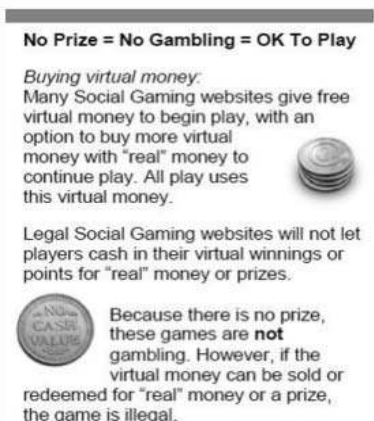 No Prize = No Gambling = OK To Play
Buying virtual money:
Many Social Gaming websites give free
virtual money to begin play, with an
option to buy more virtual
money with “real” money to
continue play. All play uses
this virtual money.
Legal Social Gaming websites will not let
players cash in their virtual winnings or
points for “real” money or prizes.
NO
CASH
VALUE
Because there is no prize,
these games are not
gambling. However, if the
virtual money can be sold or
redeemed for “real” money or a prize,
the game is illegal.